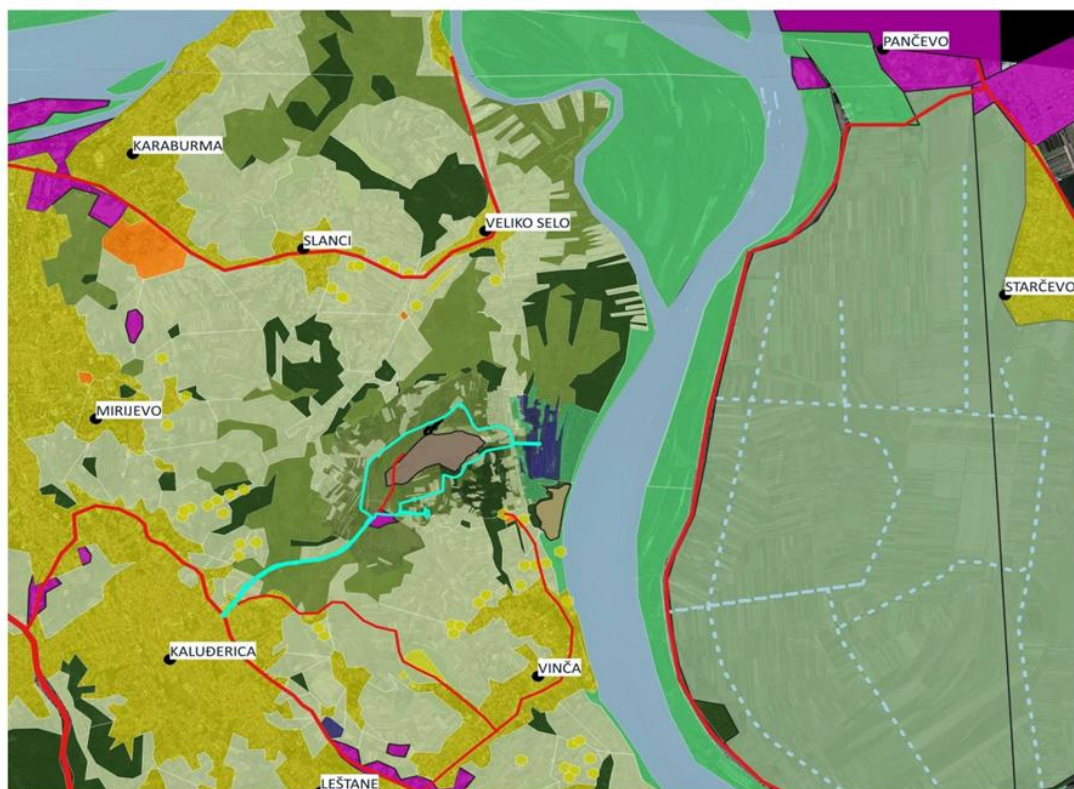 PANČEVO
KARABURMA
VELIKO SELO
SLANCI
STARČEVO
MIRIJEVO
KALUĐERICA
VINČA
LEŠTANE